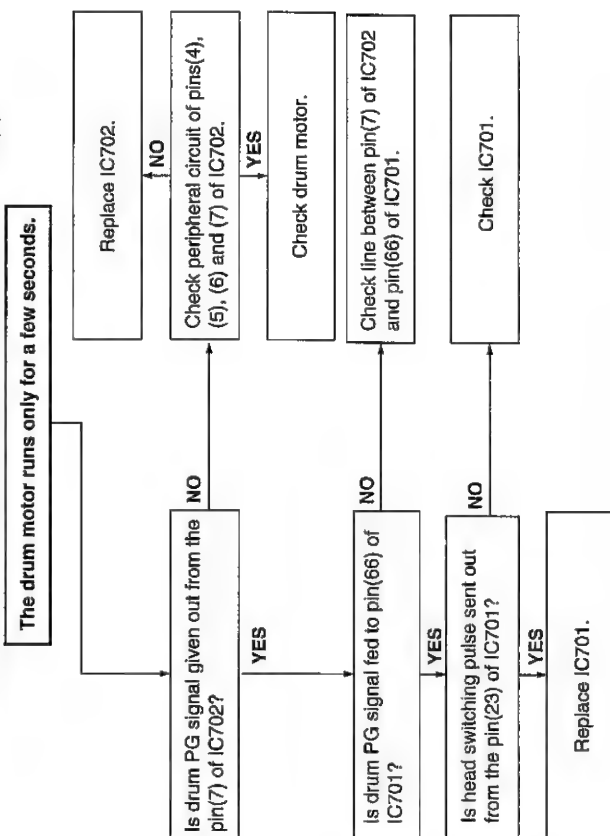 The drum motor runs only for a few seconds.
Is drum PG signal given out from the
pin(7) of IC702?
NO
Check peripheral circuit of pins(4),
(5), (6) and (7) of IC702.
NO
Replace IC702.
YES
Check drum motor.
YES
Is drum PG signal fed to pin(66) of
IC701?
NO
Check line between pin(7) of IC702
and pin(66) of IC701.
YES
Is head switching pulse sent out
from the pin(23) of IC701?
NO
Check IC701.
YES
Replace IC701.